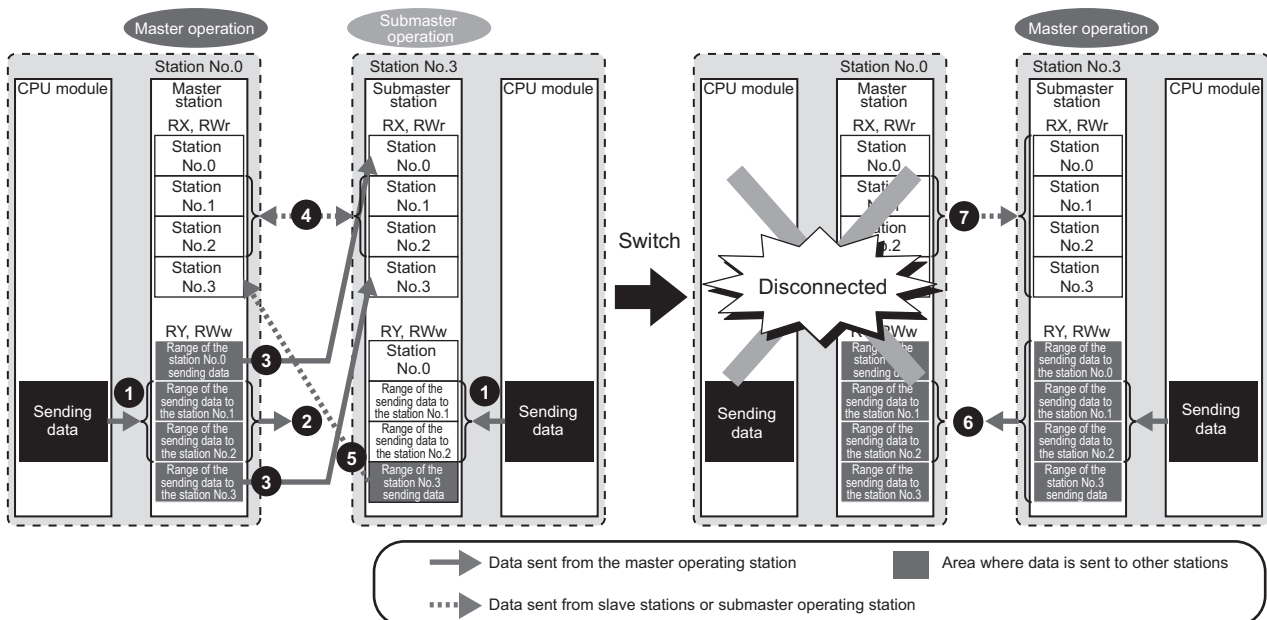 Master operation
Submaster
operation
Station No.0
Station No.3
CPU module
Master
station
RX, RWr
Station
No.0
Station
No.1
Station
No.2
Station
No.3
RY, RWw
Range of the
station No.0
sending data
Range of the
sending data to
the station No.1
Range of the
sending data to
the station No.2
Range of the
sending data to
the station No.3
Sending
data
1
2
3
3
4
5
Submaster
station
RX, RWr
Station
No.0
Station
No.1
Station
No.2
Station
No.3
RY, RWw
Station
No.0
Range of the
sending data to
the station No.1
Range of the
sending data to
the station No.2
Range of the
station No.3
sending data
1
CPU module
Sending
data
Switch
Master operation
Station No.0
Station No.3
CPU module
Sending
data
Disconnected
Master
station
RX, RWr
Station
No.0
Station
Station
Station
No.3
Range of the
sending data
Range of the
sending data to
the station No.1
Range of the
sending data to
the station No.2
Range of the
sending data to
the station No.3
7
6
Submaster
station
RX, RWr
Station
No.0
Station
No.1
Station
No.2
Station
No.3
RY, RWw
Range of the
sending data to
the station No.0
Range of the
sending data to
the station No.1
Range of the
sending data to
the station No.2
Range of the
station No.3
sending data
CPU module
Sending
data
Data sent from the master operating station
Area where data is sent to other stations
Data sent from slave stations or submaster operating station